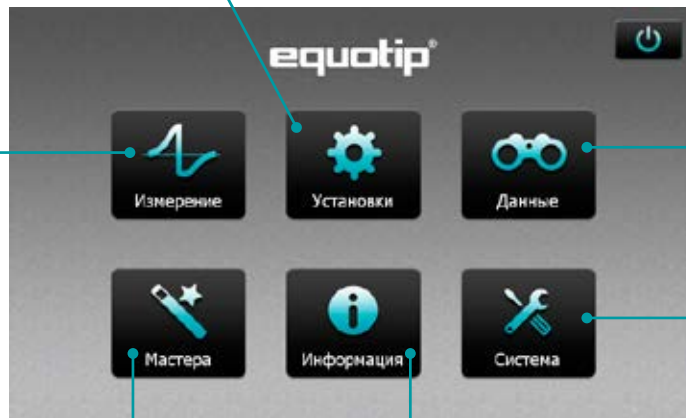 equotip®
Измерение
Установки
Данные
Мастера
Информация
Система